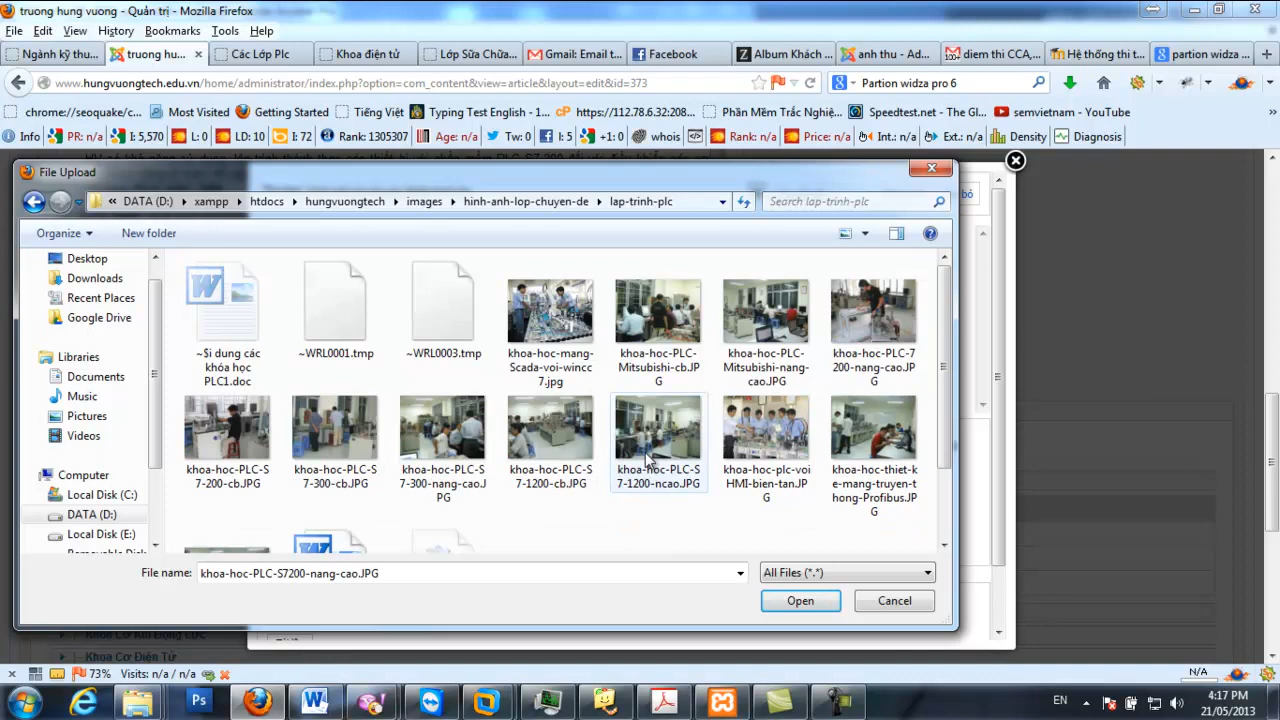 truong hung vuong - Quản trị - Mozilla Firefox
File Edit View History Bookmarks Tools Help
Ngành kỹ thu... truong hung v... Các Lớp Plc Khoa điện tử Lớp Sữa Chữa... Gmail: Email t... Facebook Album Khách ... anh thu - Ad... diem thi CCA,... Hệ thống thi t... partion widza ...
www.hungvuongtech.edu.vn/home/administrator/index.php?option=com_content&view=article&layout=edit&id=373 Partion widza pro 6
chrome://seoquake/c... Most Visited Getting Started Tiếng Việt Typing Test English - 1... https://112.78.6.32:208... Phần Mềm Trắc Nghiệ... Speedtest.net - The Gl... semvietnam - YouTube
Info PR: n/a I: 5,570 L: 0 LD: 10 I: 72 Rank: 1305307 Age: n/a Tw: 0 I: 5 +1: 0 whois Rank: n/a Price: n/a Int.: n/a Ext.: n/a Density Diagnosis
File Upload
« DATA (D:) xampp htdocs hungvuongtech images hinh-anh-lop-chuyen-de lap-trinh-plc Search lap-trinh-plc
bỏ
Organize New folder
Desktop
Downloads
Recent Places
Google Drive
Libraries
Documents
Music
Pictures
Videos
Computer
Local Disk (C:)
DATA (D:)
Local Disk (E:)
Removable Disk
~$i dung các khóa học PLC1.doc
~WRL0001.tmp
~WRL0003.tmp
khoa-hoc-mang-Scada-voi-wincc7.jpg
khoa-hoc-PLC-Mitsubishi-cb.JPG
khoa-hoc-PLC-Mitsubishi-nang-cao.JPG
khoa-hoc-PLC-7200-nang-cao.JPG
khoa-hoc-PLC-S7-200-cb.JPG
khoa-hoc-PLC-S7-300-cb.JPG
khoa-hoc-PLC-S7-300-nang-cao.JPG
khoa-hoc-PLC-S7-1200-cb.JPG
khoa-hoc-PLC-S7-1200-ncao.JPG
khoa-hoc-plc-voi HMI-bien-tan.JPG
khoa-hoc-thiet-ke-mang-truyen-thong-Profibus.JPG
File name: khoa-hoc-PLC-S7200-nang-cao.JPG All Files (*.*)
Open Cancel
Khoa Cơ Điện Tử
73% Visits: n/a / n/a N/A
EN 4:17 PM
21/05/2013